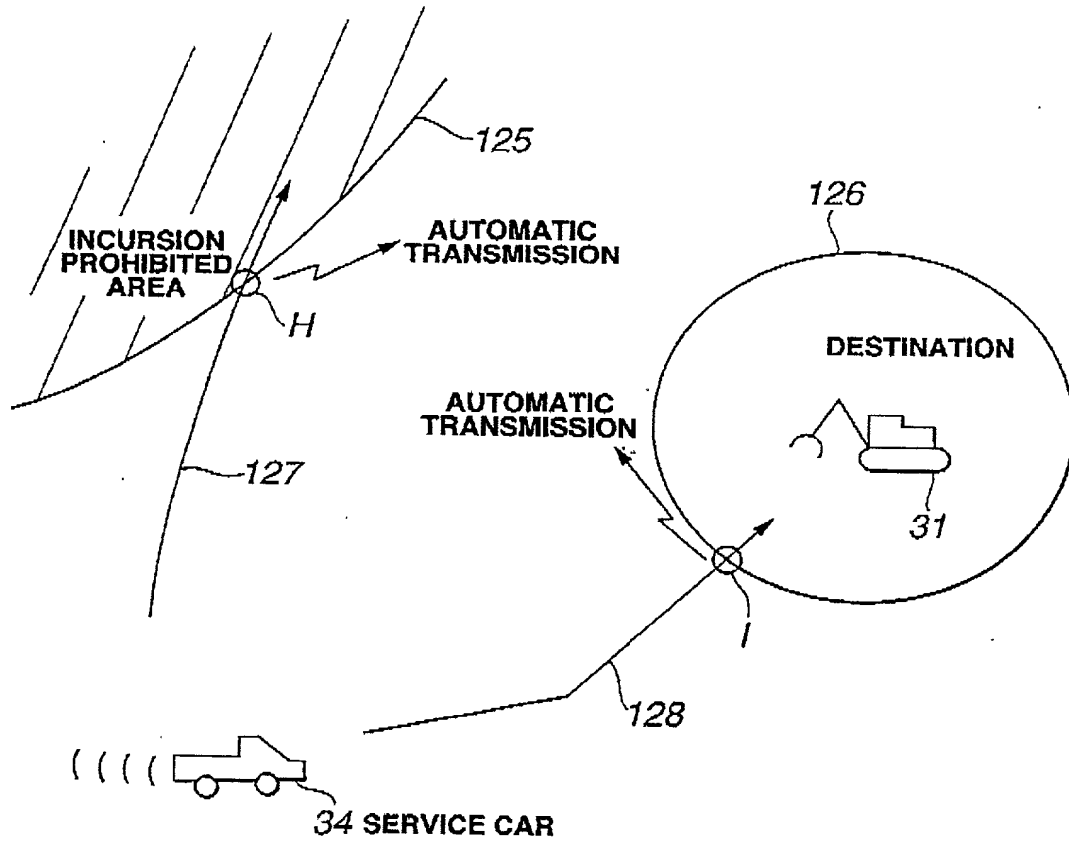 125
126
INCURSION
PROHIBITED
AREA
AUTOMATIC
TRANSMISSION
H
DESTINATION
AUTOMATIC
TRANSMISSION
127
31
I
128
34 SERVICE CAR